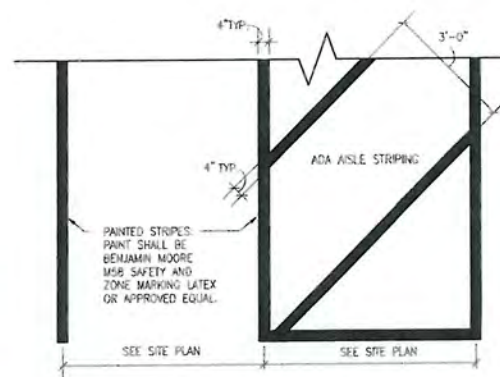 4"TYP.
3'-0"
4" TYP.
ADA AISLE STRIPING
PAINTED STRIPES.
PAINT SHALL BE
BENJAMIN MOORE
M58 SAFETY AND
ZONE MARKING LATEX
OR APPROVED EQUAL.
SEE SITE PLAN
SEE SITE PLAN